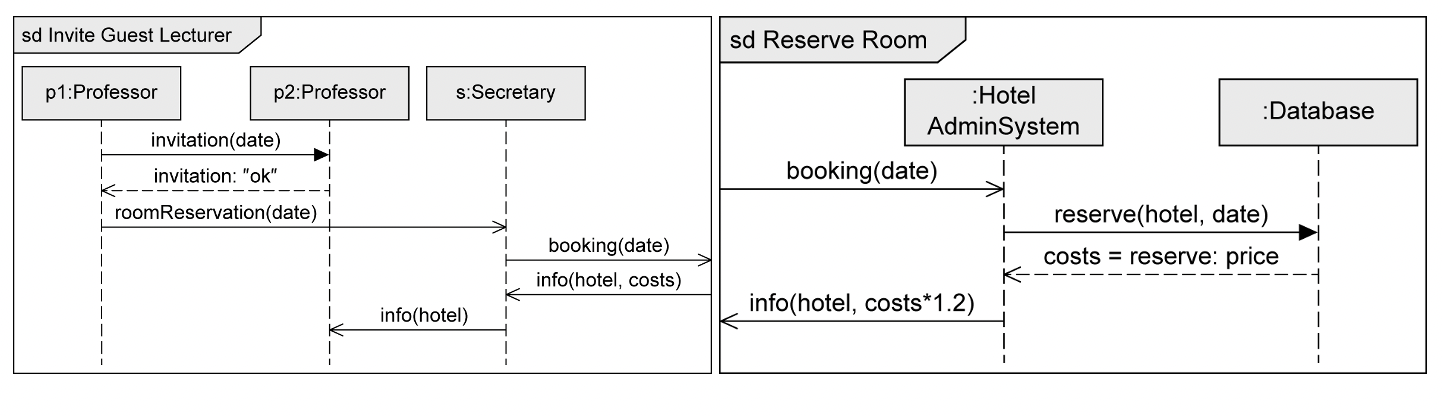 sd Invite Guest Lecturer
p1:Professor
p2:Professor
s:Secretary
invitation(date)
invitation: "ok"
roomReservation(date)
booking(date)
info(hotel, costs)
info(hotel)
sd Reserve Room
:Hotel
AdminSystem
:Database
booking(date)
reserve(hotel, date)
costs = reserve: price
info(hotel, costs*1.2)